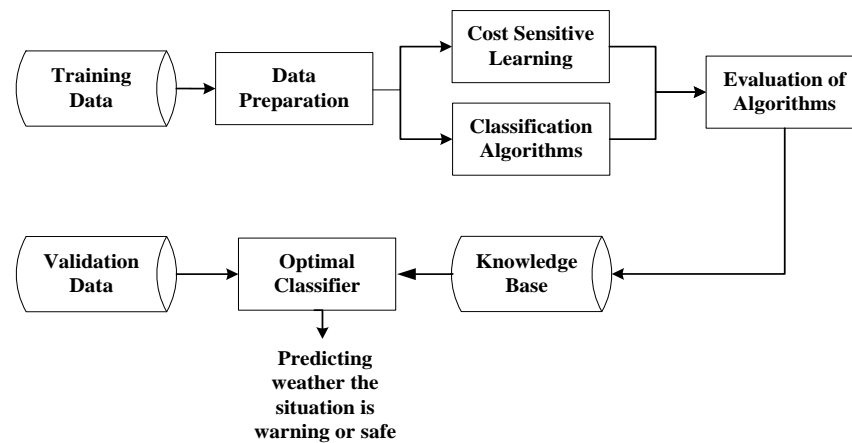 Training
Data
Data
Preparation
Cost Sensitive
Learning
Classification
Algorithms
Evaluation of
Algorithms
Validation
Data
Optimal
Classifier
Knowledge
Base
Predicting
weather the
situation is
warning or safe